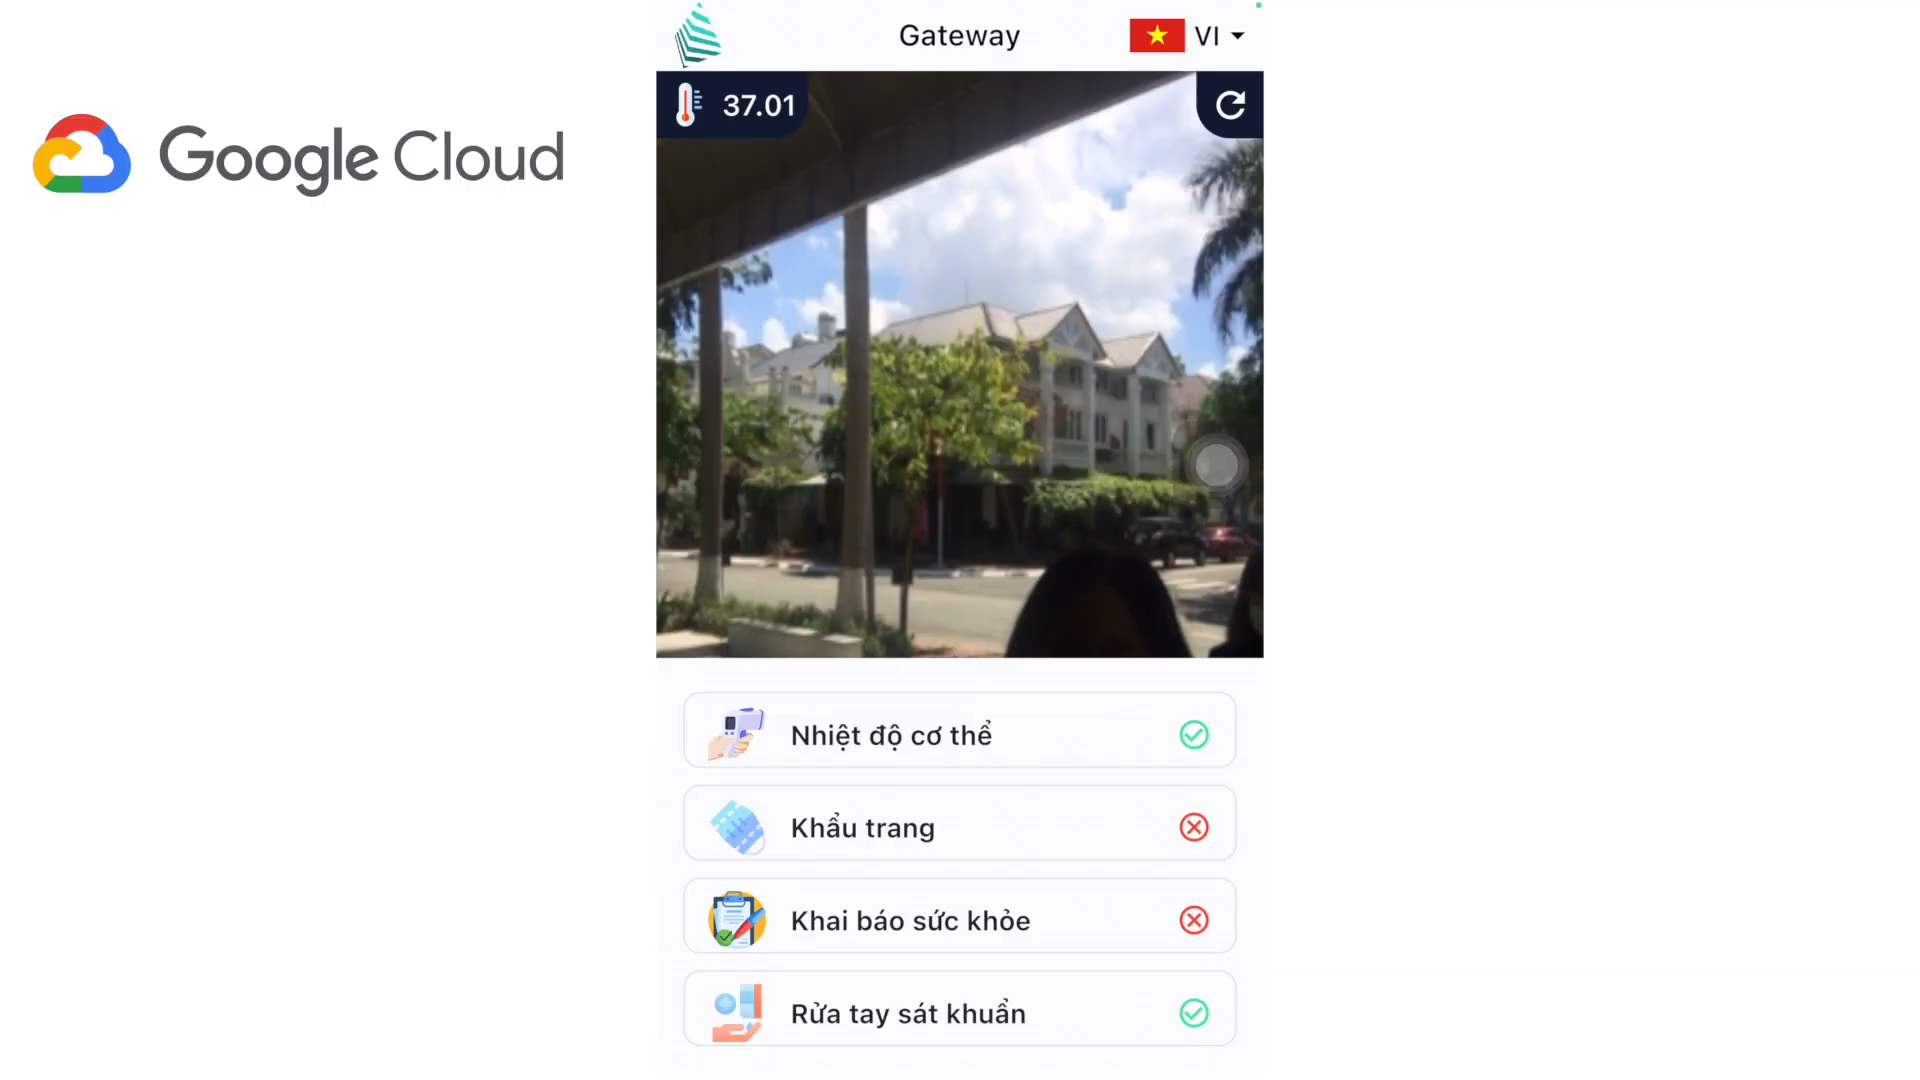 Google Cloud
Gateway
VI
37.01
Nhiệt độ cơ thể
Khẩu trang
Khai báo sức khỏe
Rửa tay sát khuẩn